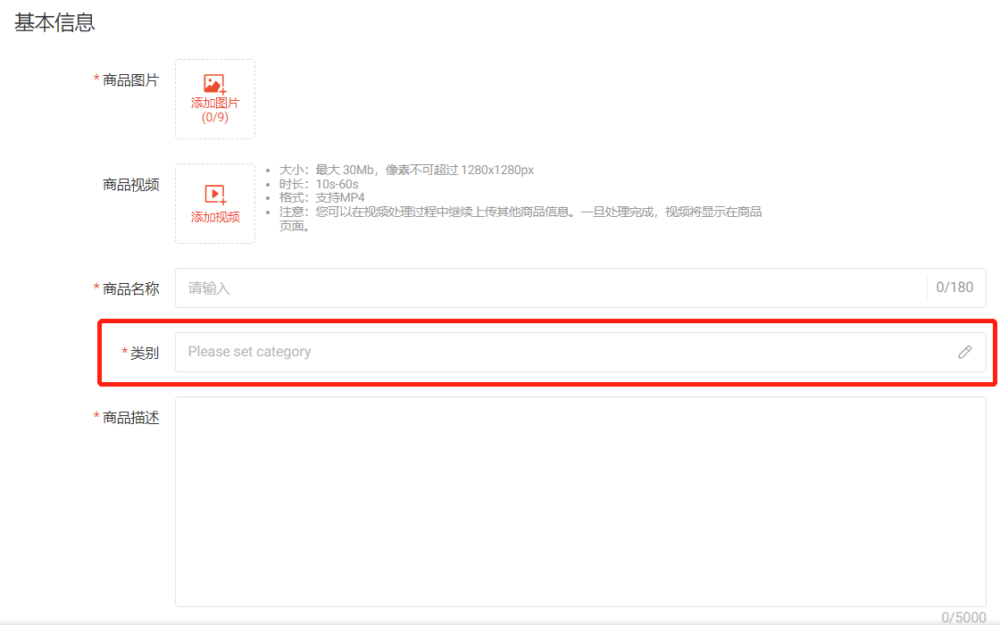 基本信息
* 商品图片
添加图片
(0/9)
商品视频
添加视频
• 大小：最大 30Mb，像素不可超过 1280x1280px
• 时长：10s-60s
• 格式：支持MP4
• 注意：您可以在视频处理过程中继续上传其他商品信息。一旦处理完成，视频将显示在商品
页面。
* 商品名称 请输入 0/180
* 类别 Please set category
* 商品描述
0/5000